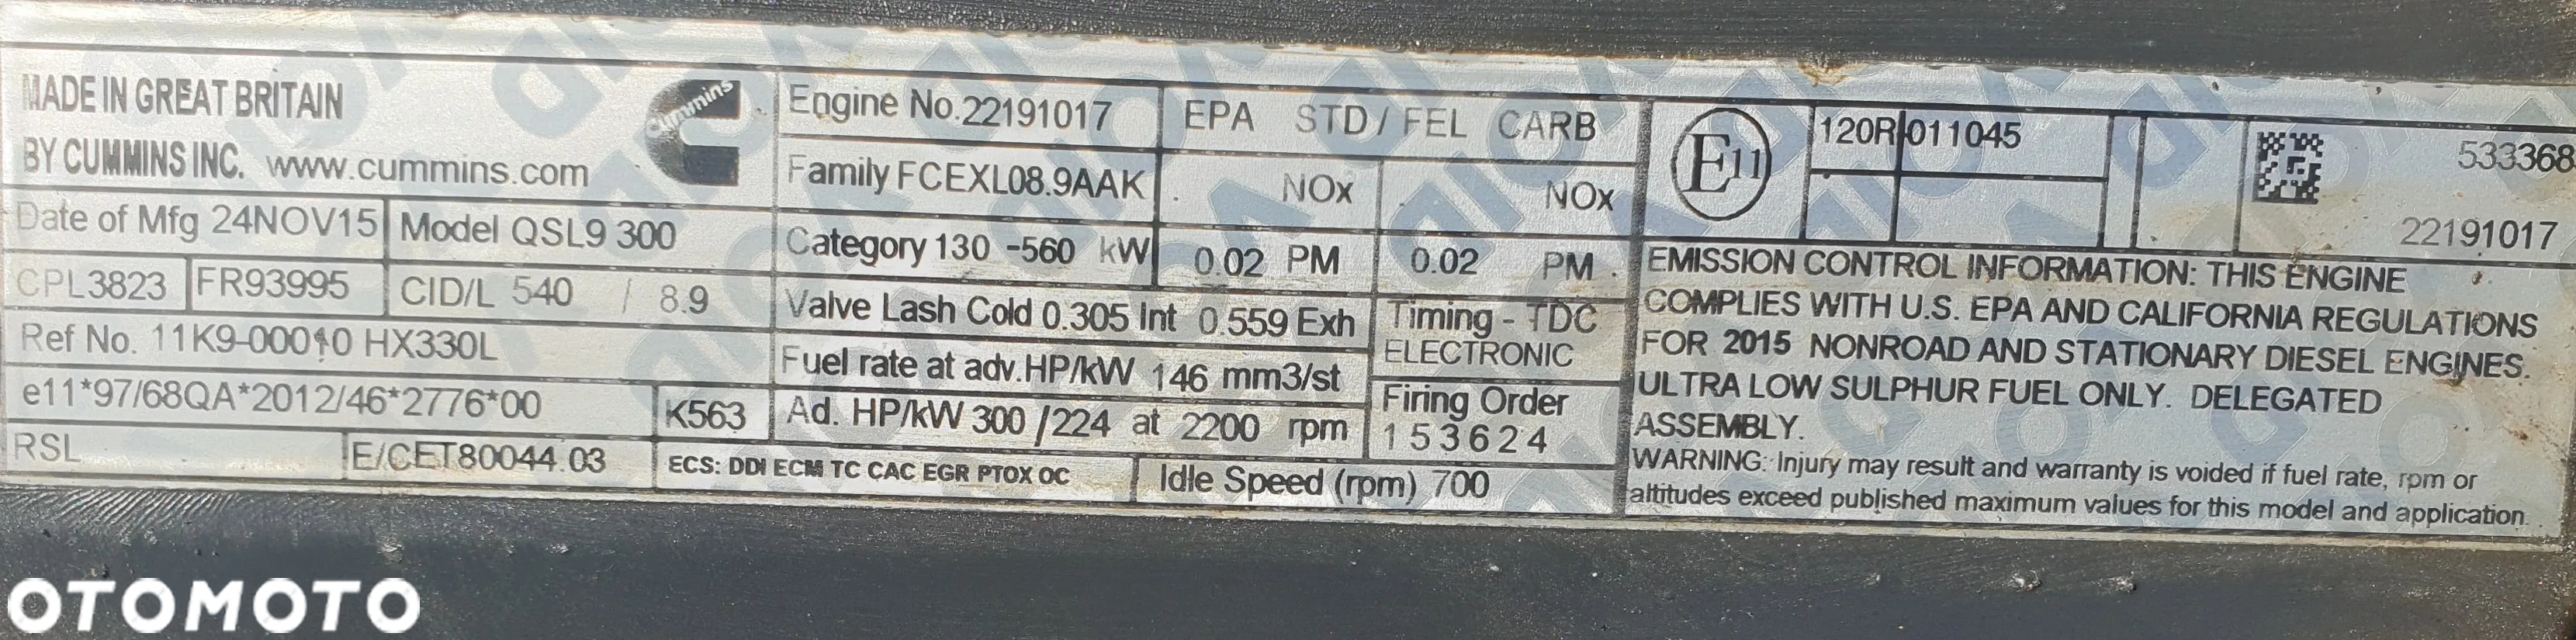 MADE IN GREAT BRITAIN
BY CUMMINS INC. www.cummins.com
Cummins
Date of Mfg 24NOV15
Model QSL9 300
CPL3823
FR93995
CID/L 540 / 8.9
Ref No. 11K9-00010 HX330L
e11*97/68QA*2012/46*2776*00
K563
RSL
E/CET80044.03
ECS: DDI ECM TC CAC EGR PTOX OC
Engine No.22191017
Family FCEXL08.9AAK
Category 130 -560 kW
EPA STD / FEL CARB
NOx
NOx
0.02 PM
0.02 PM
Valve Lash Cold 0.305 Int 0.559 Exh
Timing - TDC
ELECTRONIC
Fuel rate at adv.HP/kW 146 mm3/st
Ad. HP/kW 300 /224 at 2200 rpm
Firing Order
1 5 3 6 2 4
Idle Speed (rpm) 700
E11
120R 011045
533368
22191017
EMISSION CONTROL INFORMATION: THIS ENGINE
COMPLIES WITH U.S. EPA AND CALIFORNIA REGULATIONS
FOR 2015 NONROAD AND STATIONARY DIESEL ENGINES.
ULTRA LOW SULPHUR FUEL ONLY. DELEGATED
ASSEMBLY.
WARNING: Injury may result and warranty is voided if fuel rate, rpm or
altitudes exceed published maximum values for this model and application.
OTOMOTO